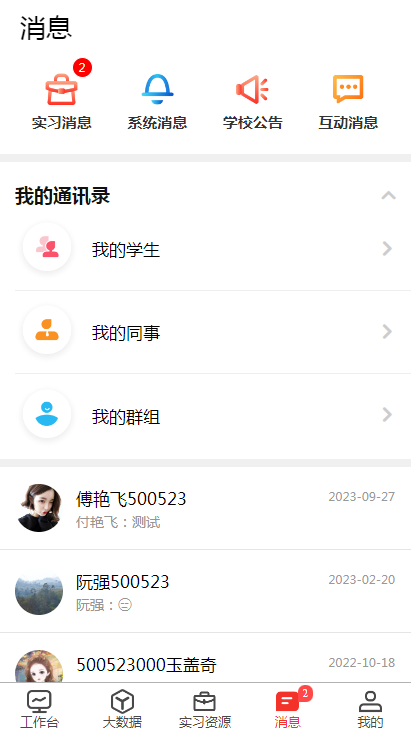 消息
2
实习消息 系统消息 学校公告 互动消息
我的通讯录
我的学生
我的同事
我的群组
傅艳飞500523 2023-09-27
付艳飞：测试
阮强500523 2023-02-20
阮强：😑
500523000玉盖奇 2022-10-18
2
工作台 大数据 实习资源 消息 我的